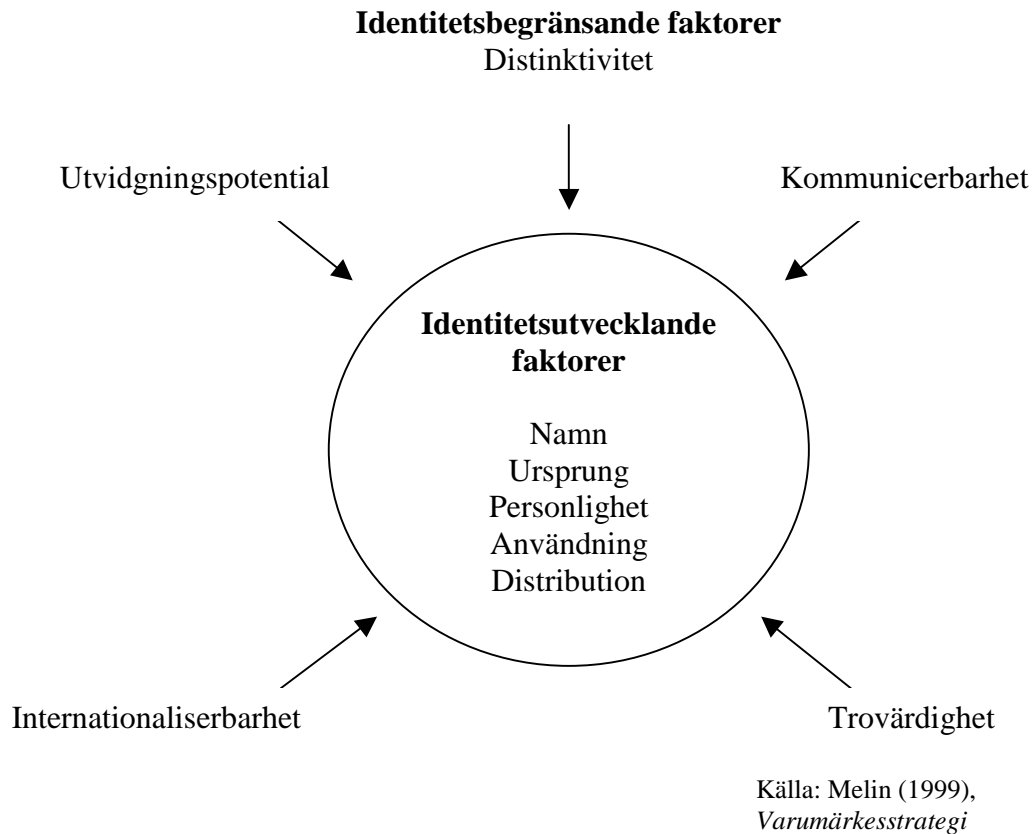 Identitetsbegränsande faktorer
Distinktivitet
Utvidgningspotential
Kommunicerbarhet
Identitetsutvecklande
faktorer
Namn
Ursprung
Personlighet
Användning
Distribution
Internationaliserbarhet
Trovärdighet
Källa: Melin (1999),
Varumärkesstrategi